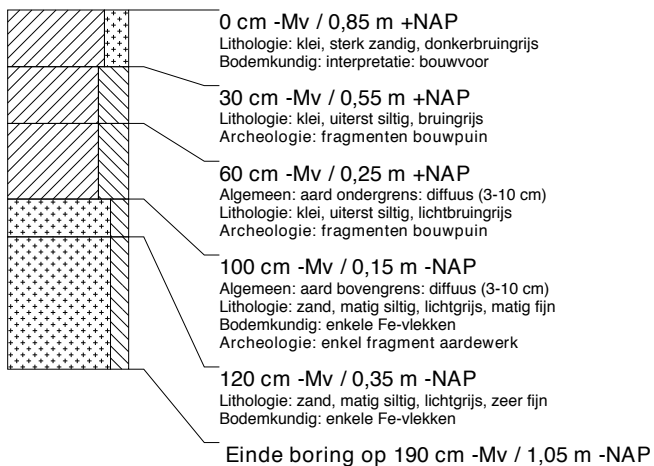 0 cm -Mv / 0,85 m +NAP
Lithologie: klei, sterk zandig, donkerbruingrijs
Bodemkundig: interpretatie: bouwvoor
30 cm -Mv / 0,55 m +NAP
Lithologie: klei, uiterst siltig, bruingrijs
Archeologie: fragmenten bouwpuin
60 cm -Mv / 0,25 m +NAP
Algemeen: aard ondergrens: diffuus (3-10 cm)
Lithologie: klei, uiterst siltig, lichtbruingrijs
Archeologie: fragmenten bouwpuin
100 cm -Mv / 0,15 m -NAP
Algemeen: aard bovengrens: diffuus (3-10 cm)
Lithologie: zand, matig siltig, lichtgrijs, matig fijn
Bodemkundig: enkele Fe-vlekken
Archeologie: enkel fragment aardewerk
120 cm -Mv / 0,35 m -NAP
Lithologie: zand, matig siltig, lichtgrijs, zeer fijn
Bodemkundig: enkele Fe-vlekken
Einde boring op 190 cm -Mv / 1,05 m -NAP